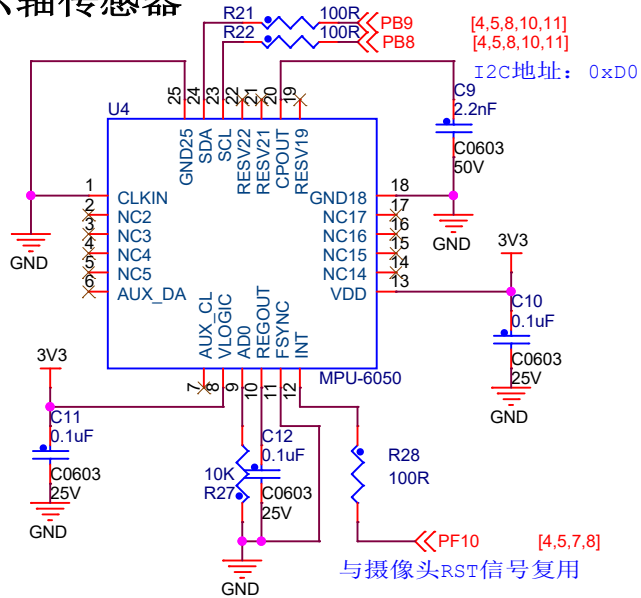 六轴传感器
R21 100R PB9 [4,5,8,10,11]
R22 100R PB8 [4,5,8,10,11]
I2C地址：0xD0
C9
2.2nF
C0603
50V
U4
25 24 23 22 21 20 19
GND25 SDA SCL RESV22 RESV21 CPOUT RESV19
1 CLKIN GND18 18
2 NC2 NC17 17
3 NC3 NC16 16
4 NC4 NC15 15
5 NC5 NC14 14
6 AUX_DA VDD 13
GND
GND
3V3
AUX_CL VLOGIC AD0 REGOUT FSYNC INT
7 8 9 10 11 12
MPU-6050
C10
0.1uF
C0603
25V
GND
3V3
C11
0.1uF
C0603
25V
GND
10K
R27
C12
0.1uF
C0603
25V
GND
R28
100R
PF10 [4,5,7,8]
与摄像头RST信号复用